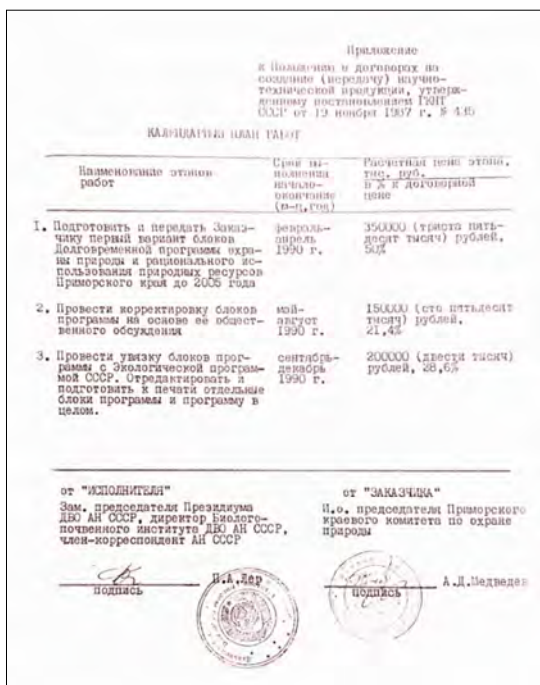 Приложение
к Положению о договорах на
создание (передачу) научно-
технической продукции, утверж-
денному постановлением ГКНТ
СССР от 19 ноября 1987 г. № 435
КАЛЕНДАРНЫЙ ПЛАН РАБОТ
Наименование этапов
работ
Срок вы-
полнения
начало-
окончание
(м-ц,год)
Расчетная цена этапа,
тыс. руб.
в % к договорной
цене
1. Подготовить и передать Заказ-
чику первый вариант блоков
Долговременной программы охра-
ны природы и рационального ис-
пользования природных ресурсов
Приморского края до 2005 года
февраль-
апрель
1990 г.
350000 (триста пять-
десят тысяч) рублей,
50%
2. Провести корректировку блоков
программы на основе её общест-
венного обсуждения
май-
август
1990 г.
150000 (сто пятьдесят
тысяч) рублей,
21,4%
3. Провести увязку блоков прог-
раммы с Экологической програм-
мой СССР. Отредактировать и
подготовить к печати отдельные
блоки программы и программу в
целом.
сентябрь-
декабрь
1990 г.
200000 (двести тысяч)
рублей, 28,6%
от "ИСПОЛНИТЕЛЯ"
Зам. председателя Президиума
ДВО АН СССР, директор Биолого-
почвенного института ДВО АН СССР,
член-корреспондент АН СССР
П.А.Лер
подпись
от "ЗАКАЗЧИКА"
И.о. председателя Приморского
краевого комитета по охране
природы
А.Д.Медведев
подпись